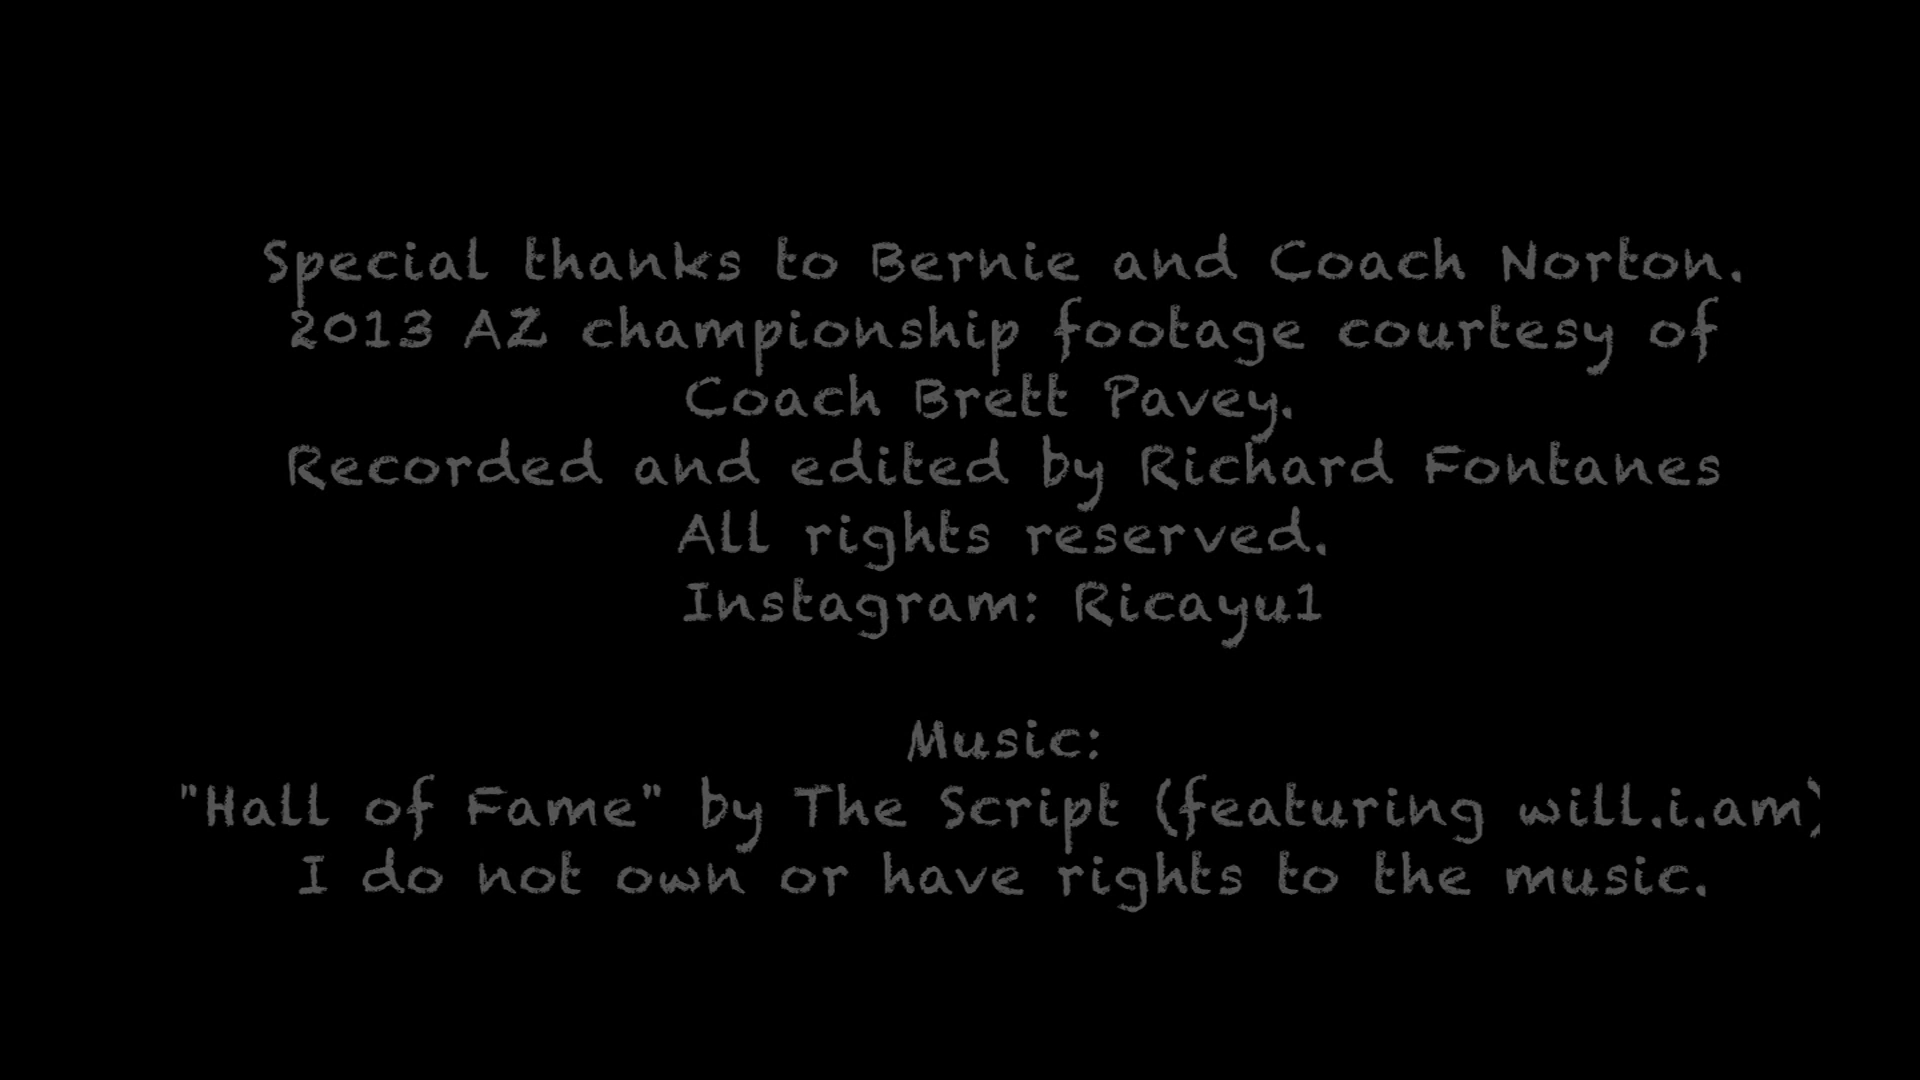 Special thanks to Bernie and Coach Norton.
2013 AZ championship footage courtesy of
Coach Brett Pavey.
Recorded and edited by Richard Fontanes
All rights reserved.
Instagram: Ricayu1
Music:
"Hall of Fame" by The Script (featuring will.i.am)
I do not own or have rights to the music.